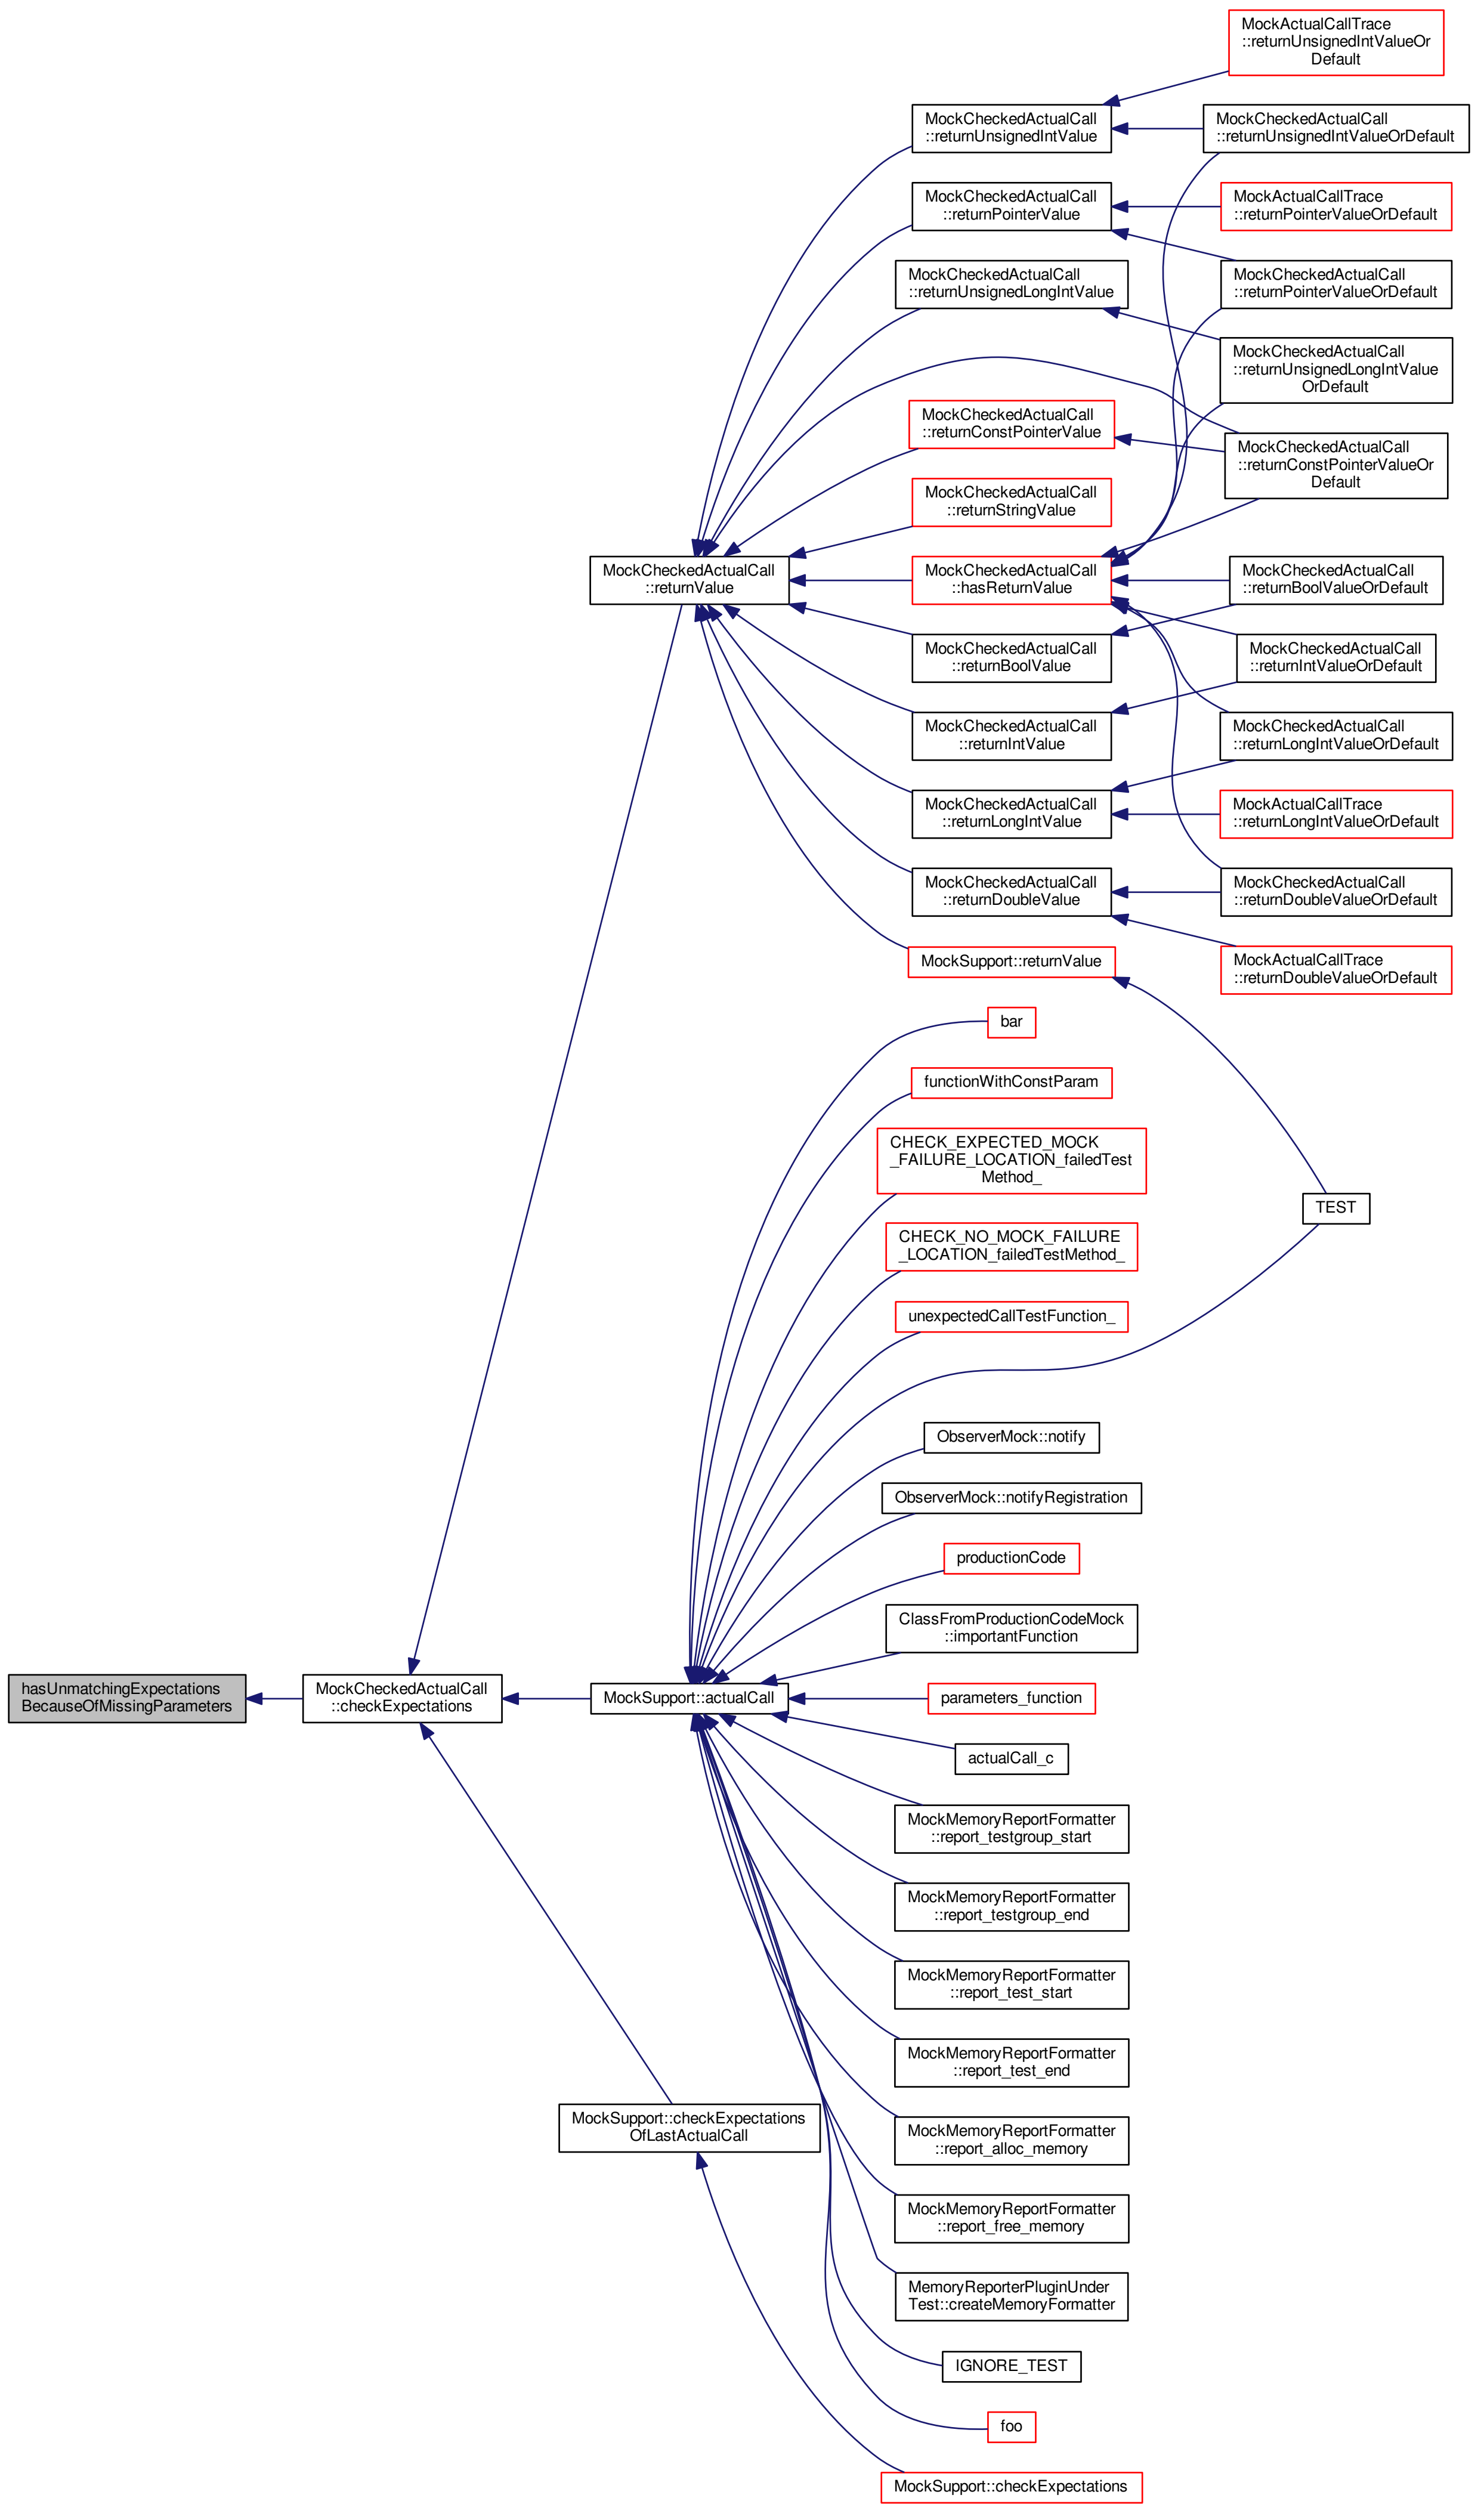 MockActualCallTrace
::returnUnsignedIntValueOr
Default
MockCheckedActualCall
::returnUnsignedIntValue
MockCheckedActualCall
::returnUnsignedIntValueOrDefault
MockCheckedActualCall
::returnPointerValue
MockActualCallTrace
::returnPointerValueOrDefault
MockCheckedActualCall
::returnUnsignedLongIntValue
MockCheckedActualCall
::returnPointerValueOrDefault
MockCheckedActualCall
::returnUnsignedLongIntValue
OrDefault
MockCheckedActualCall
::returnConstPointerValue
MockCheckedActualCall
::returnConstPointerValueOr
Default
MockCheckedActualCall
::returnStringValue
MockCheckedActualCall
::returnValue
MockCheckedActualCall
::hasReturnValue
MockCheckedActualCall
::returnBoolValueOrDefault
MockCheckedActualCall
::returnBoolValue
MockCheckedActualCall
::returnIntValueOrDefault
MockCheckedActualCall
::returnIntValue
MockCheckedActualCall
::returnLongIntValueOrDefault
MockCheckedActualCall
::returnLongIntValue
MockActualCallTrace
::returnLongIntValueOrDefault
MockCheckedActualCall
::returnDoubleValue
MockCheckedActualCall
::returnDoubleValueOrDefault
MockSupport::returnValue
MockActualCallTrace
::returnDoubleValueOrDefault
bar
functionWithConstParam
CHECK_EXPECTED_MOCK
_FAILURE_LOCATION_failedTest
Method_
TEST
CHECK_NO_MOCK_FAILURE
_LOCATION_failedTestMethod_
unexpectedCallTestFunction_
ObserverMock::notify
ObserverMock::notifyRegistration
productionCode
ClassFromProductionCodeMock
::importantFunction
hasUnmatchingExpectations
BecauseOfMissingParameters
MockCheckedActualCall
::checkExpectations
MockSupport::actualCall
parameters_function
actualCall_c
MockMemoryReportFormatter
::report_testgroup_start
MockMemoryReportFormatter
::report_testgroup_end
MockMemoryReportFormatter
::report_test_start
MockMemoryReportFormatter
::report_test_end
MockSupport::checkExpectations
OfLastActualCall
MockMemoryReportFormatter
::report_alloc_memory
MockMemoryReportFormatter
::report_free_memory
MemoryReporterPluginUnder
Test::createMemoryFormatter
IGNORE_TEST
foo
MockSupport::checkExpectations